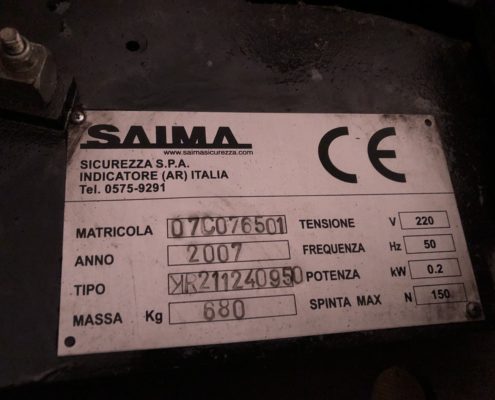 SAIMA
www.saimasicurezza.com
SICUREZZA S.P.A.
INDICATORE (AR) ITALIA
Tel. 0575-9291
CE
MATRICOLA 07C076501 TENSIONE V 220
ANNO 2007 FREQUENZA Hz 50
TIPO KR211240950 POTENZA kW 0.2
MASSA Kg 680 SPINTA MAX N 150